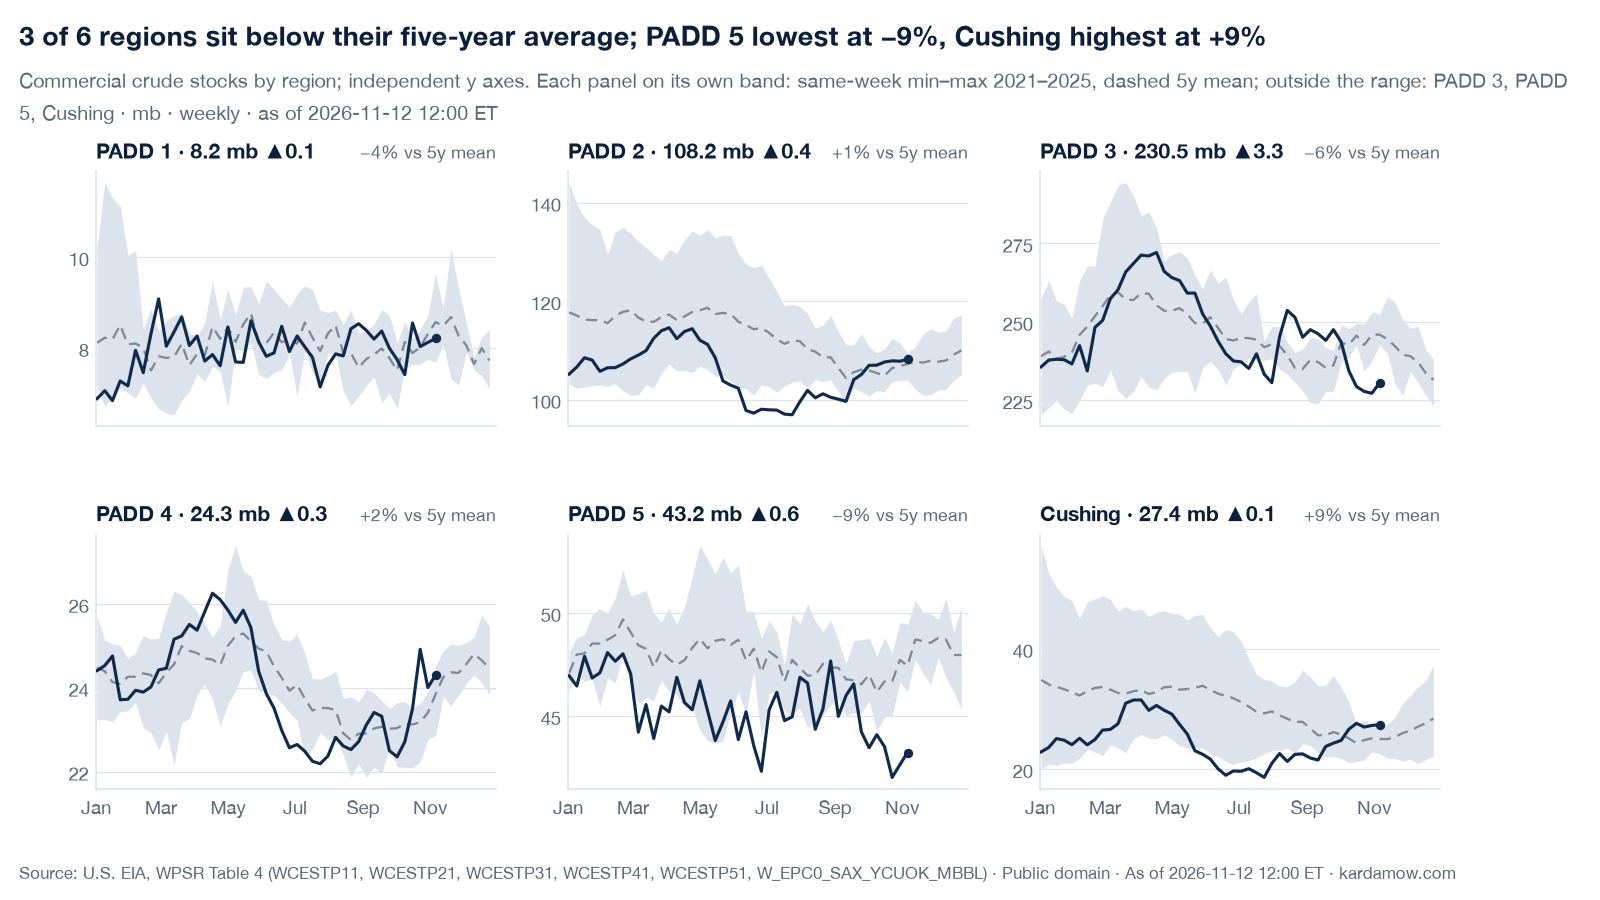 3 of 6 regions sit below their five-year average; PADD 5 lowest at −9%, Cushing highest at +9%
Commercial crude stocks by region; independent y axes. Each panel on its own band: same-week min–max 2021–2025, dashed 5y mean; outside the range: PADD 3, PADD
5, Cushing · mb · weekly · as of 2026-11-12 12:00 ET
PADD 1 · 8.2 mb ▲0.1 −4% vs 5y mean
10
8
PADD 2 · 108.2 mb ▲0.4 +1% vs 5y mean
140
120
100
PADD 3 · 230.5 mb ▲3.3 −6% vs 5y mean
275
250
225
PADD 4 · 24.3 mb ▲0.3 +2% vs 5y mean
26
24
22
Jan Mar May Jul Sep Nov
PADD 5 · 43.2 mb ▲0.6 −9% vs 5y mean
50
45
Jan Mar May Jul Sep Nov
Cushing · 27.4 mb ▲0.1 +9% vs 5y mean
40
20
Jan Mar May Jul Sep Nov
Source: U.S. EIA, WPSR Table 4 (WCESTP11, WCESTP21, WCESTP31, WCESTP41, WCESTP51, W_EPC0_SAX_YCUOK_MBBL) · Public domain · As of 2026-11-12 12:00 ET · kardamow.com